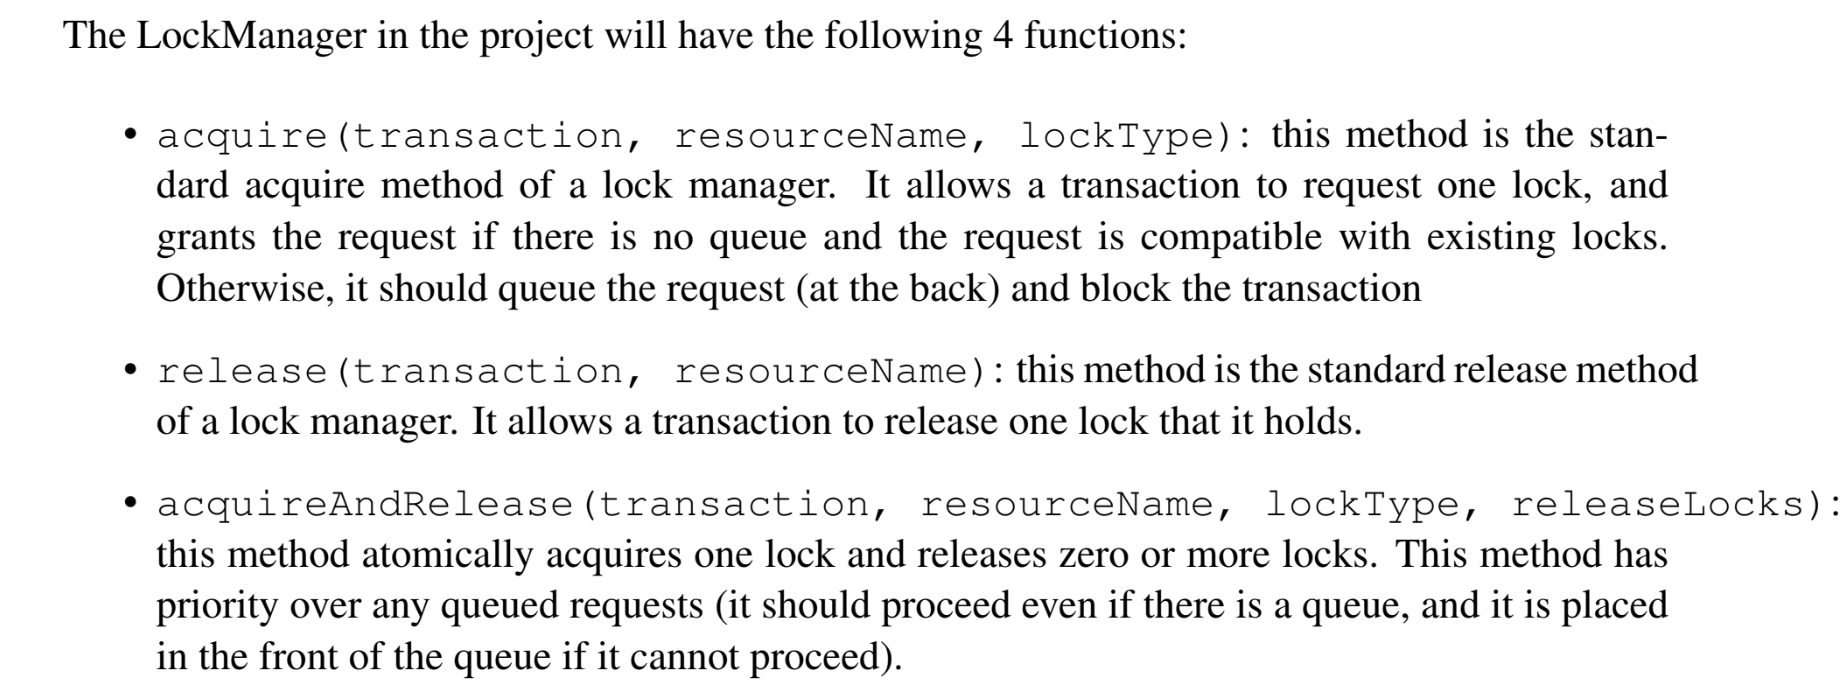 The LockManager in the project will have the following 4 functions:
• acquire(transaction, resourceName, lockType): this method is the stan-
dard acquire method of a lock manager. It allows a transaction to request one lock, and
grants the request if there is no queue and the request is compatible with existing locks.
Otherwise, it should queue the request (at the back) and block the transaction
• release(transaction, resourceName): this method is the standard release method
of a lock manager. It allows a transaction to release one lock that it holds.
• acquireAndRelease(transaction, resourceName, lockType, releaseLocks):
this method atomically acquires one lock and releases zero or more locks. This method has
priority over any queued requests (it should proceed even if there is a queue, and it is placed
in the front of the queue if it cannot proceed).